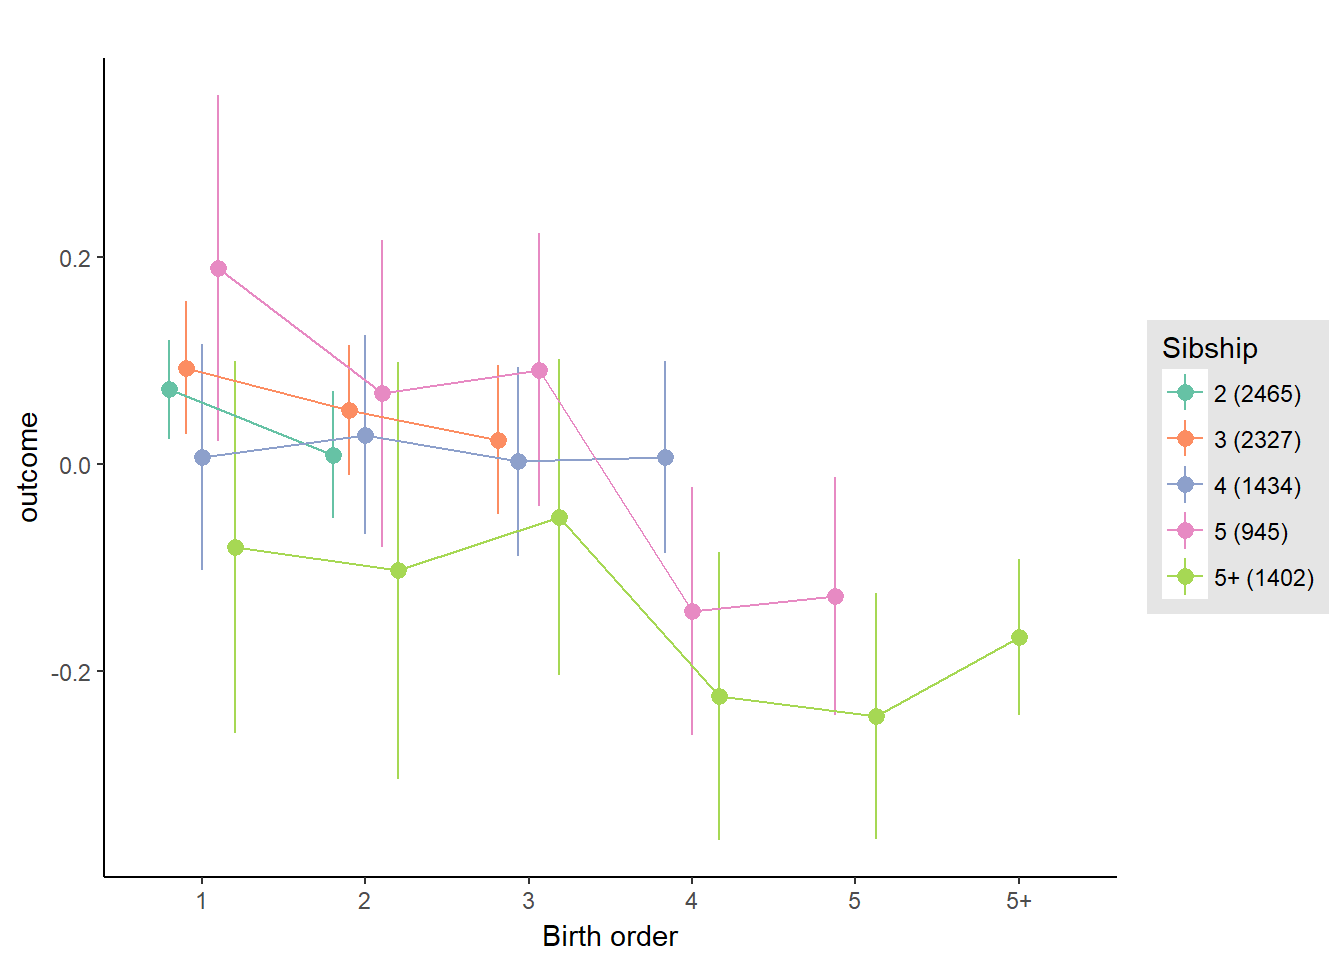 0.2
0.0
-0.2
outcome
1 2 3 4 5 5+
Birth order
Sibship
2 (2465)
3 (2327)
4 (1434)
5 (945)
5+ (1402)